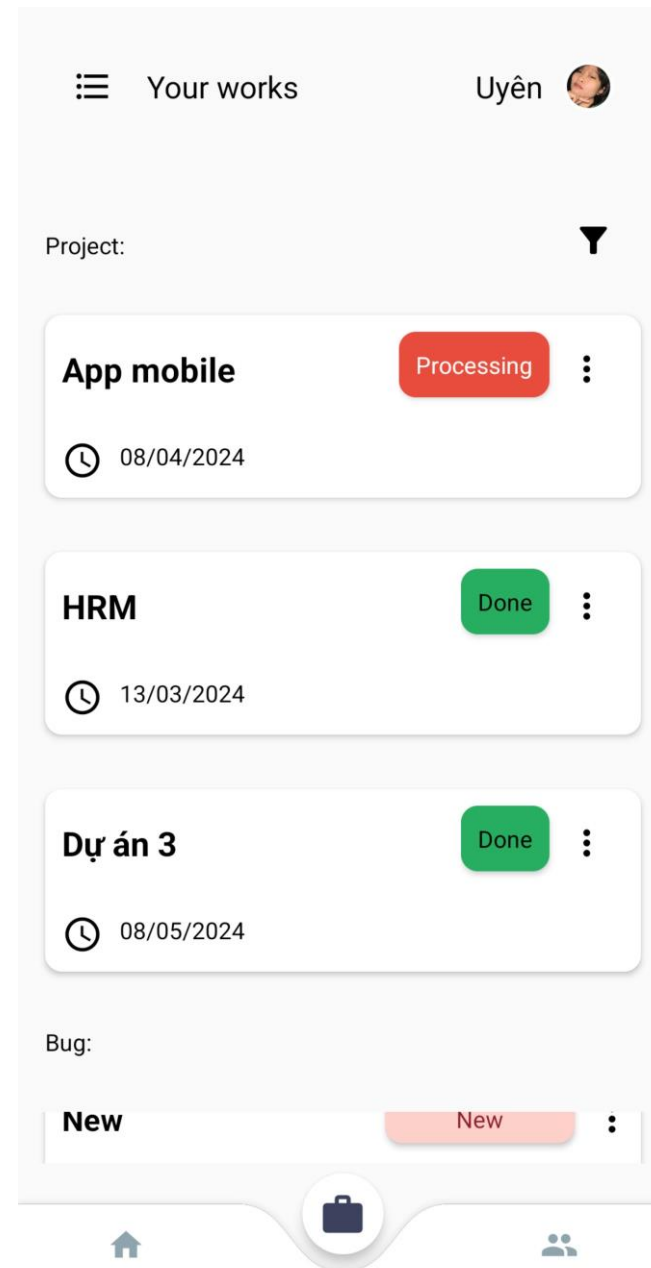 Your works
Uyên
Project:
App mobile
Processing
08/04/2024
HRM
Done
13/03/2024
Dự án 3
Done
08/05/2024
Bug:
New
New